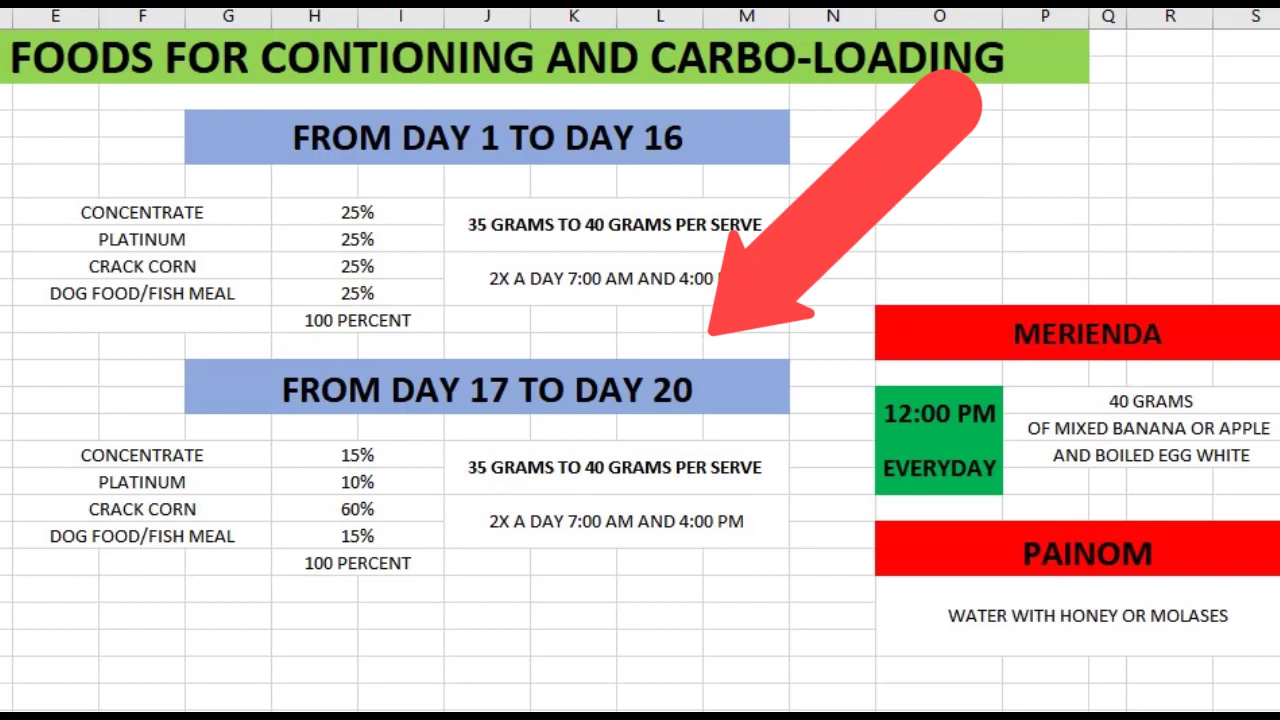 E F G H I J K L M N O P Q R S
FOODS FOR CONTIONING AND CARBO-LOADING
FROM DAY 1 TO DAY 16
CONCENTRATE 25%
PLATINUM 25%
CRACK CORN 25%
DOG FOOD/FISH MEAL 25%
100 PERCENT
35 GRAMS TO 40 GRAMS PER SERVE
2X A DAY 7:00 AM AND 4:00
FROM DAY 17 TO DAY 20
CONCENTRATE 15%
PLATINUM 10%
CRACK CORN 60%
DOG FOOD/FISH MEAL 15%
100 PERCENT
35 GRAMS TO 40 GRAMS PER SERVE
2X A DAY 7:00 AM AND 4:00 PM
MERIENDA
12:00 PM
EVERYDAY
40 GRAMS
OF MIXED BANANA OR APPLE
AND BOILED EGG WHITE
PAINOM
WATER WITH HONEY OR MOLASES